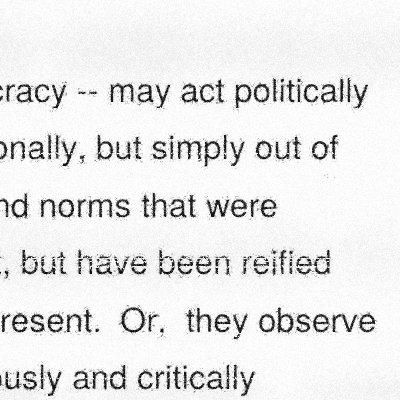 cracy -- may act politically
onally, but simply out of
nd norms that were
, but have been reified
resent.  Or,  they observe
ously and critically